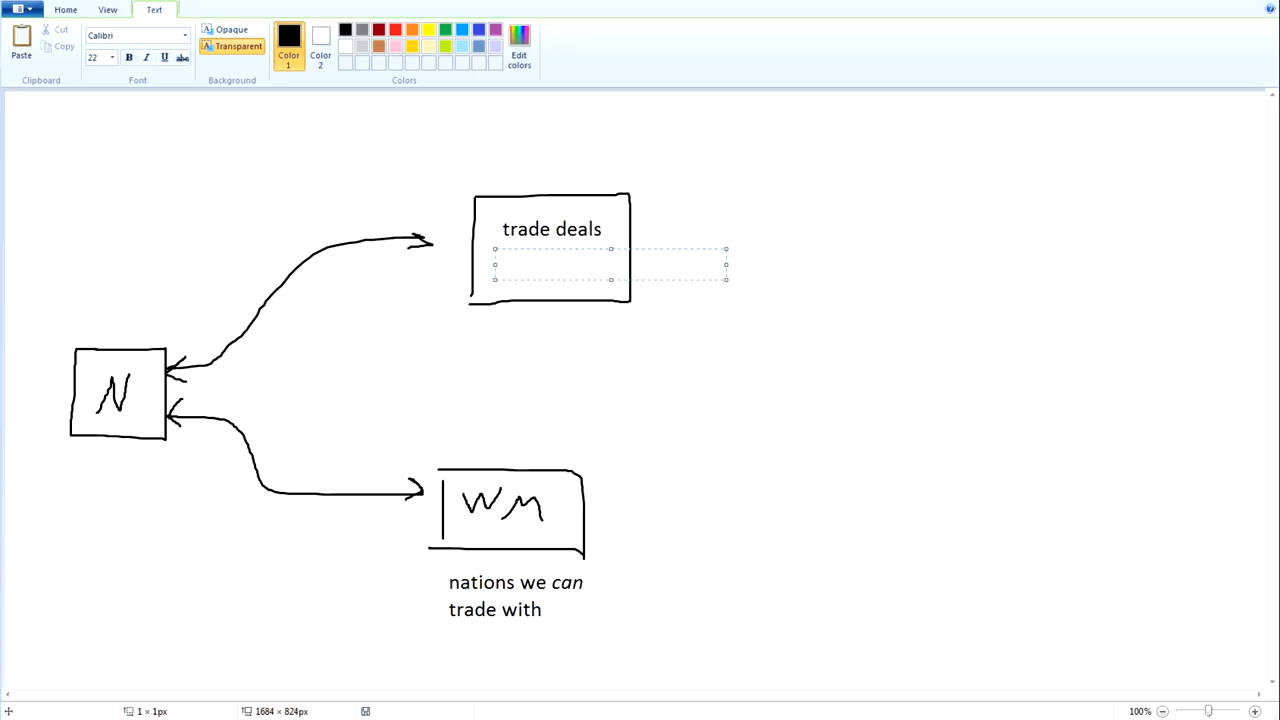 Home View Text
Paste
Cut
Copy
Clipboard
Calibri
22
B I U abc
Font
Opaque
Transparent
Background
Color 1
Color 2
Edit colors
Colors
trade deals
N
WM
nations we can
trade with
1 × 1px
1684 × 824px
100%